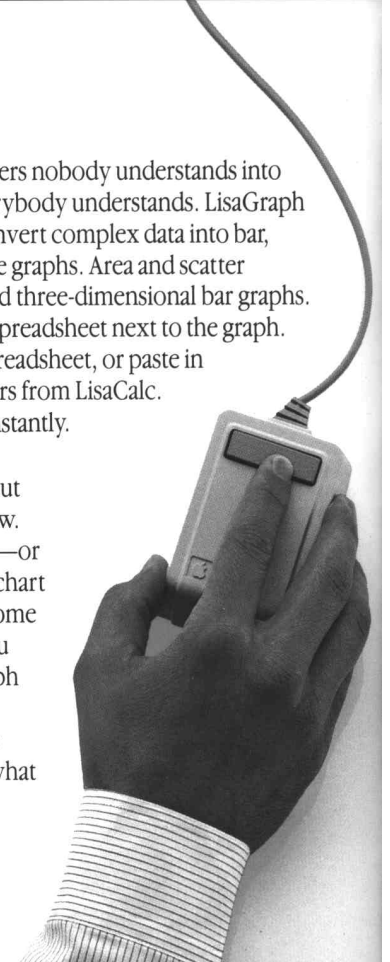 ers nobody understands into
rybody understands. LisaGraph
nvert complex data into bar,
e graphs. Area and scatter
d three-dimensional bar graphs.
preadsheet next to the graph.
readsheet, or paste in
rs from LisaCalc.
stantly.
ut
w.
—or
chart
ome
u
ph
what